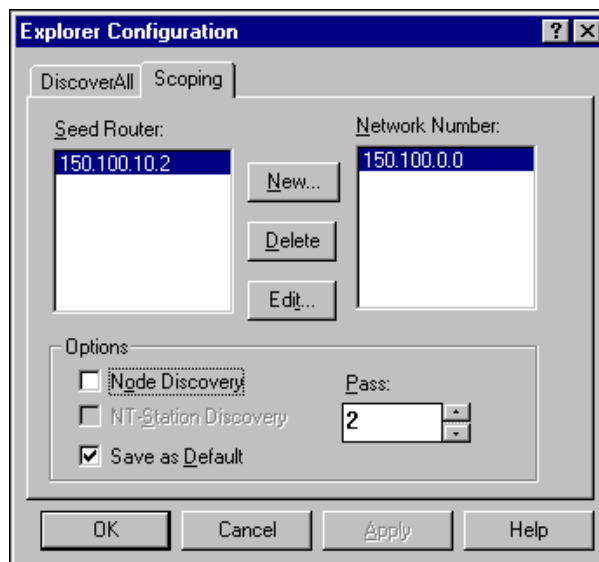 Explorer Configuration
DiscoverAll
Scoping
Seed Router:
Network Number:
150.100.10.2
150.100.0.0
New...
Delete
Edit...
Options
Node Discovery
Pass:
NT-Station Discovery
2
Save as Default
OK
Cancel
Apply
Help